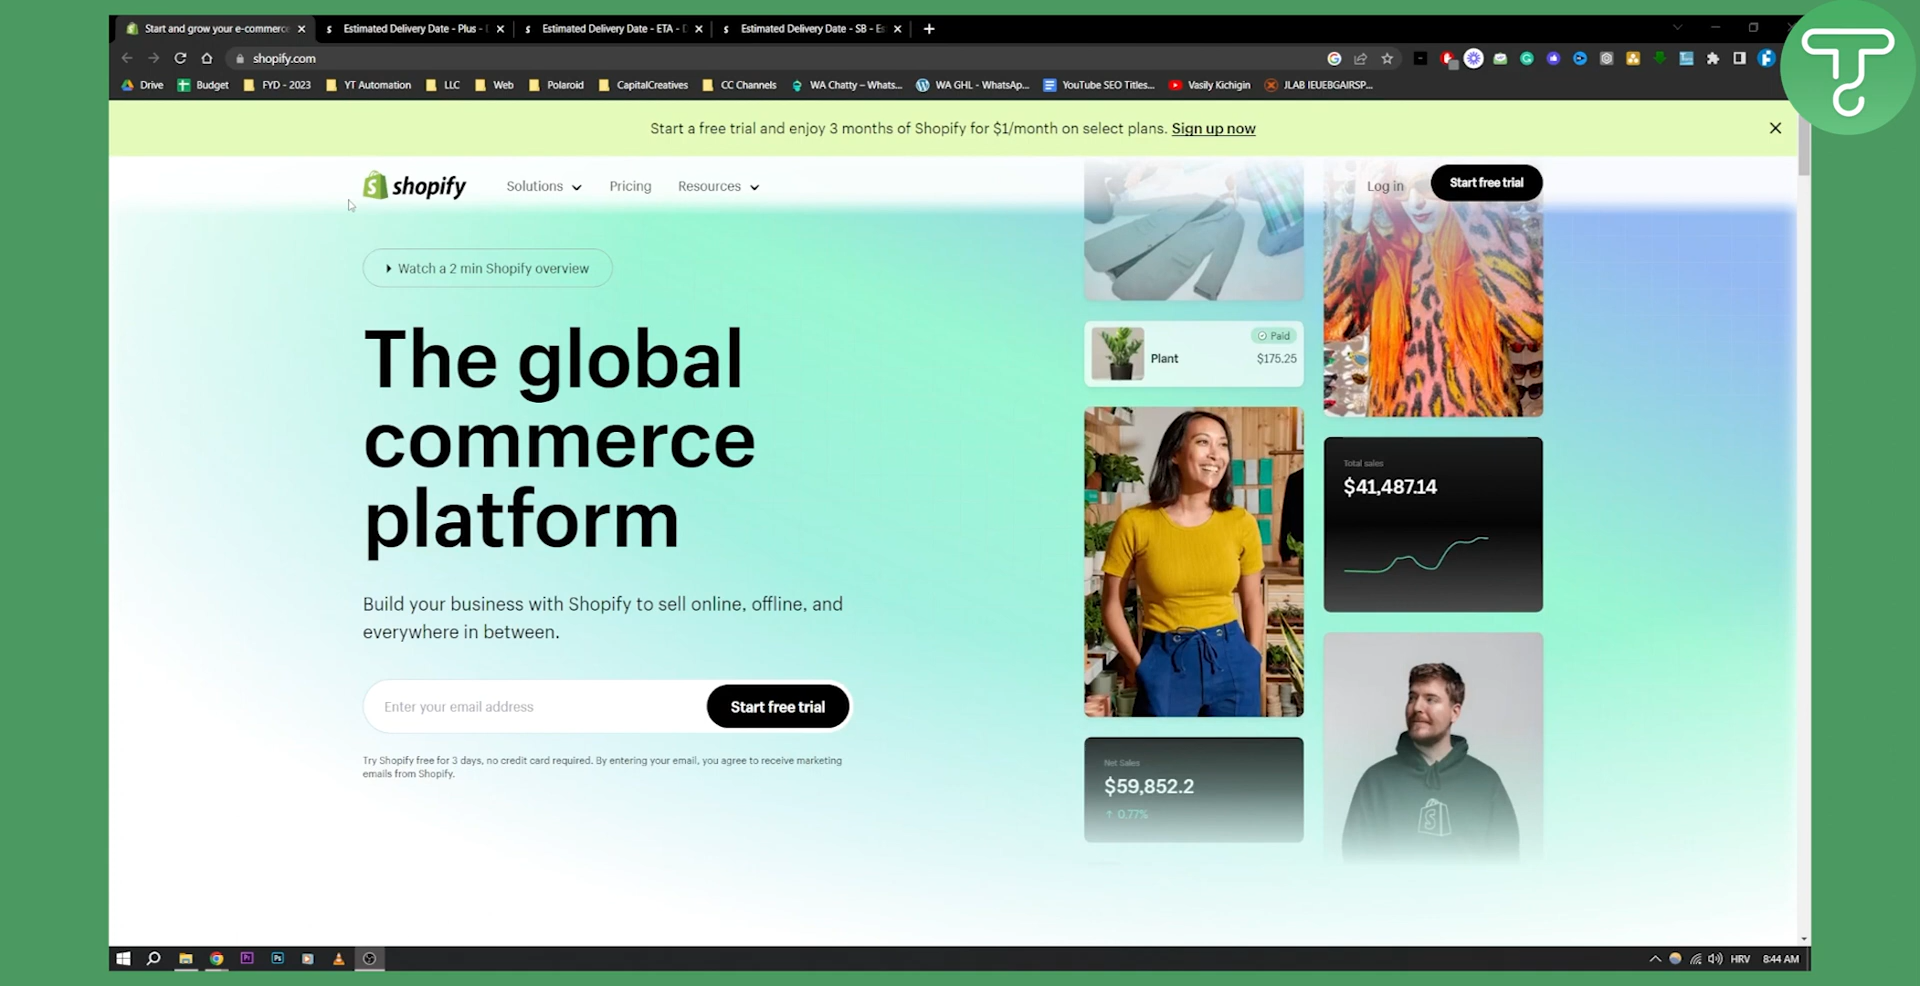 Start and grow your e-commerce
Estimated Delivery Date - Plus -
Estimated Delivery Date - ETA -
Estimated Delivery Date - SB - Es
shopify.com
Drive
Budget
FYD - 2023
YT Automation
LLC
Web
Polaroid
CapitalCreatives
CC Channels
WA Chatty – Whats...
WA GHL - WhatsAp...
YouTube SEO Titles...
Vasily Kichigin
JLAB IEUEBGAIRSP...
Start a free trial and enjoy 3 months of Shopify for $1/month on select plans. Sign up now
shopify
Solutions
Pricing
Resources
Log in
Start free trial
Watch a 2 min Shopify overview
The global
commerce
platform
Build your business with Shopify to sell online, offline, and
everywhere in between.
Enter your email address
Start free trial
Try Shopify free for 3 days, no credit card required. By entering your email, you agree to receive marketing
emails from Shopify.
Paid
Plant
$175.25
Total sales
$41,487.14
Net Sales
$59,852.2
↑ 0.77%
HRV
8:44 AM